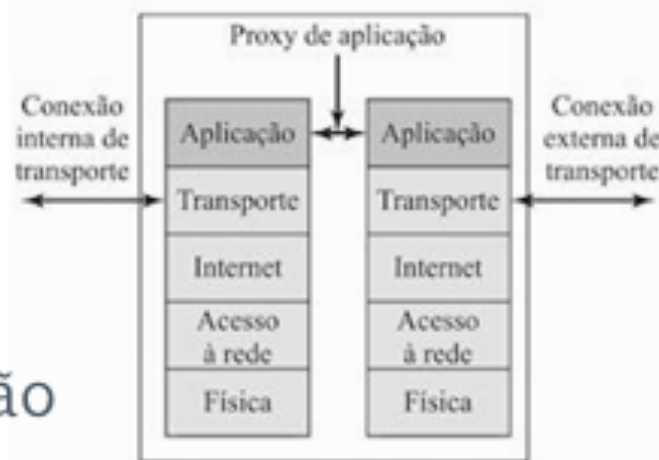 Proxy de aplicação
Conexão
interna de
transporte
Conexão
externa de
transporte
Aplicação
Transporte
Internet
Acesso
à rede
Física
Aplicação
Transporte
Internet
Acesso
à rede
Física
ão